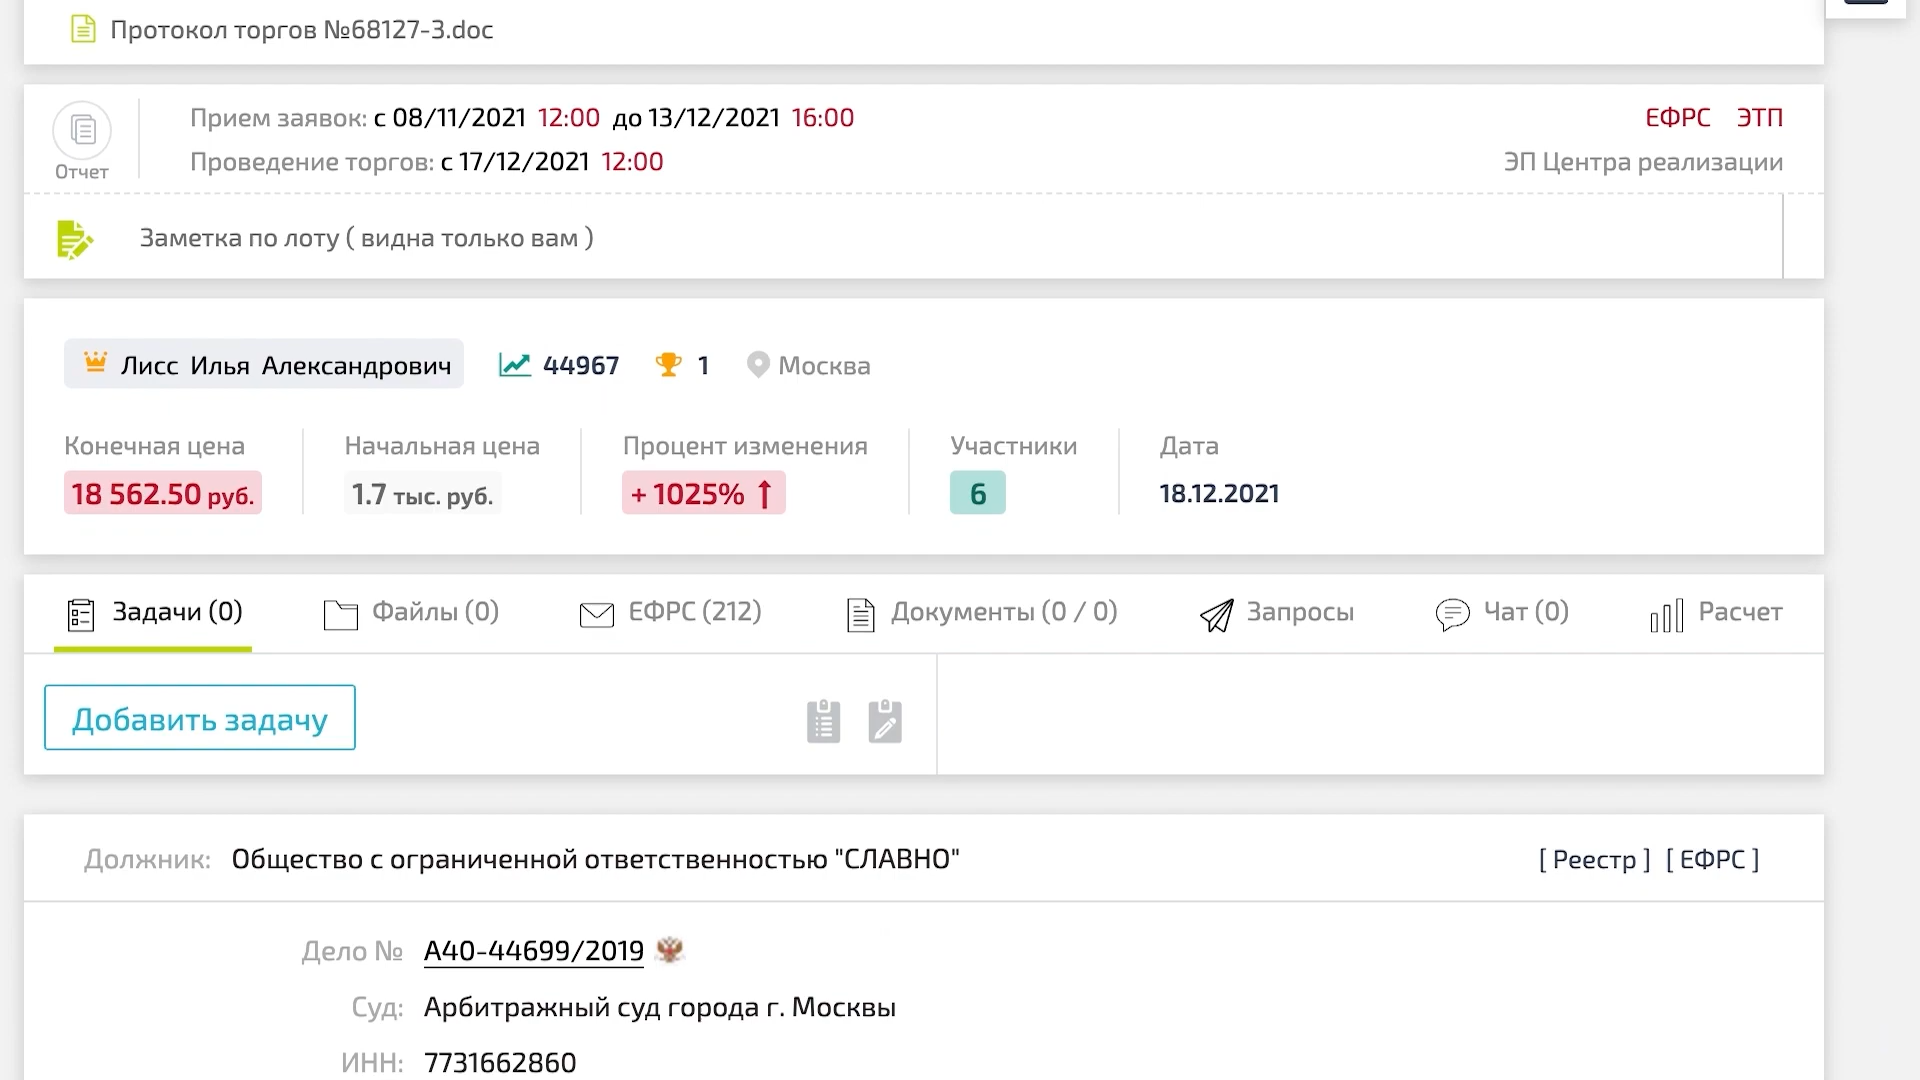 Протокол торгов №68127-3.doc
Прием заявок: с 08/11/2021 12:00 до 13/12/2021 16:00
ЕФРС ЭТП
Отчет
Проведение торгов: с 17/12/2021 12:00
ЭП Центра реализации
Заметка по лоту ( видна только вам )
Лисс Илья Александрович 44967 1 Москва
Конечная цена Начальная цена Процент изменения Участники Дата
18 562.50 руб. 1.7 тыс. руб. + 1025% ↑ 6 18.12.2021
Задачи (0) Файлы (0) ЕФРС (212) Документы (0 / 0) Запросы Чат (0) Расчет
Добавить задачу
Должник: Общество с ограниченной ответственностью "СЛАВНО" [ Реестр ] [ ЕФРС ]
Дело № А40-44699/2019
Суд: Арбитражный суд города г. Москвы
ИНН: 7731662860